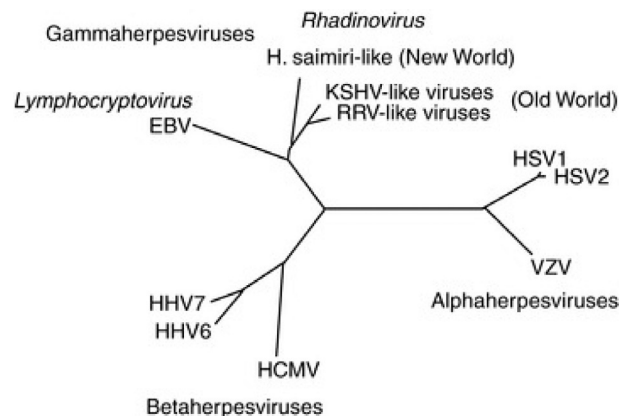 Rhadinovirus
Gammaherpesviruses
H. saimiri-like (New World)
KSHV-like viruses
(Old World)
RRV-like viruses
Lymphocryptovirus
EBV
HSV1
HSV2
VZV
Alphaherpesviruses
HHV7
HHV6
HCMV
Betaherpesviruses